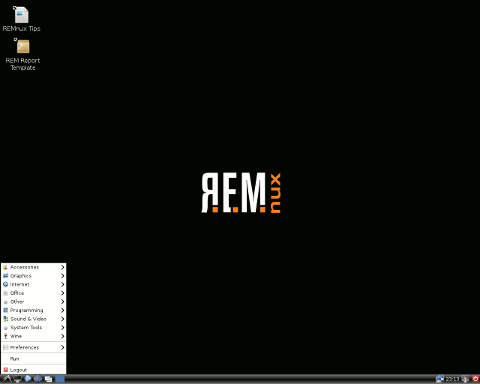 REMnux Tips
REM Report
Template
REM
nux
Accessories
Graphics
Internet
Office
Other
Programming
Sound & Video
System Tools
Wine
Preferences
Run
Logout
23:13